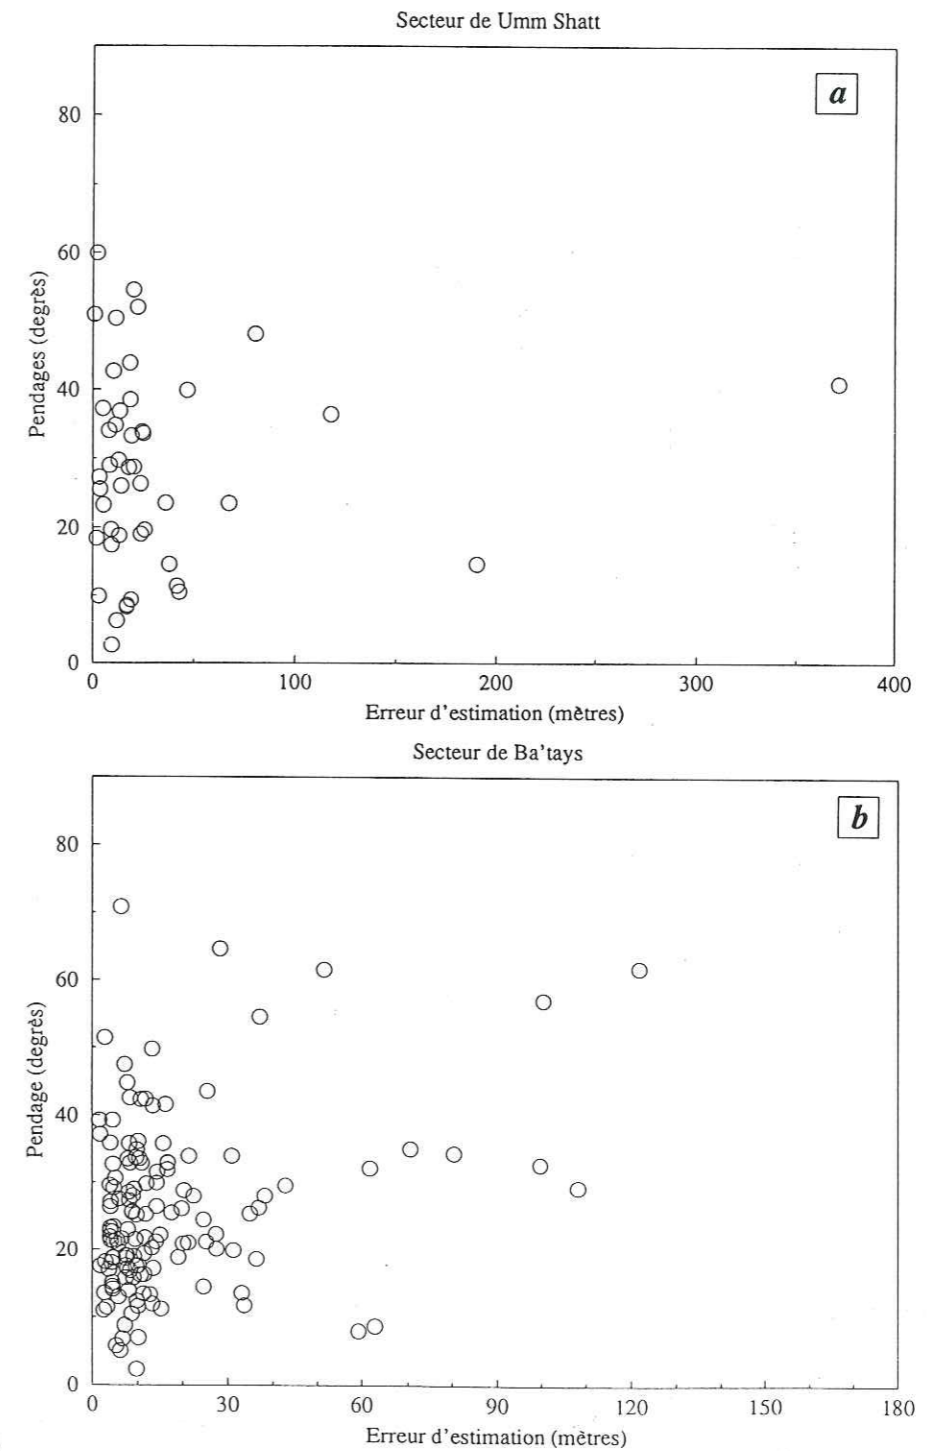 Secteur de Umm Shatt
a
80
60
40
20
0
Pendages (degrès)
0 100 200 300 400
Erreur d'estimation (mètres)
Secteur de Ba'tays
b
80
60
40
20
0
Pendage (degrès)
0 30 60 90 120 150 180
Erreur d'estimation (mètres)